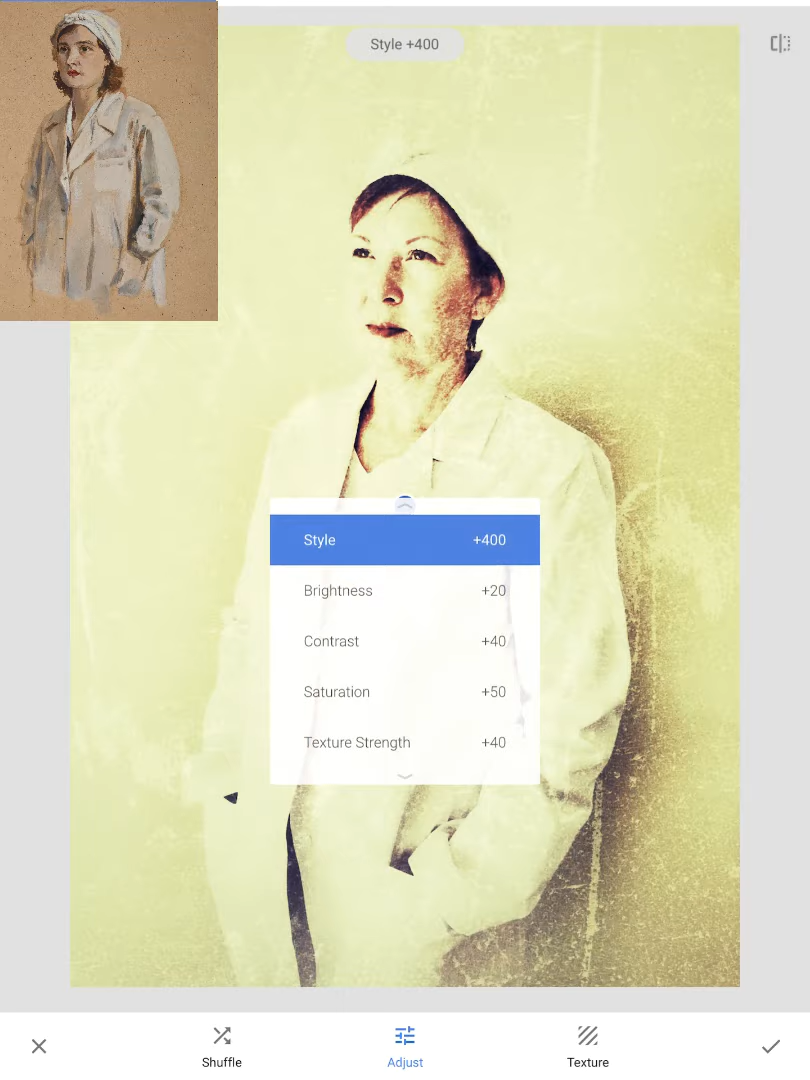 Style +400
Style +400
Brightness +20
Contrast +40
Saturation +50
Texture Strength +40
Shuffle Adjust Texture